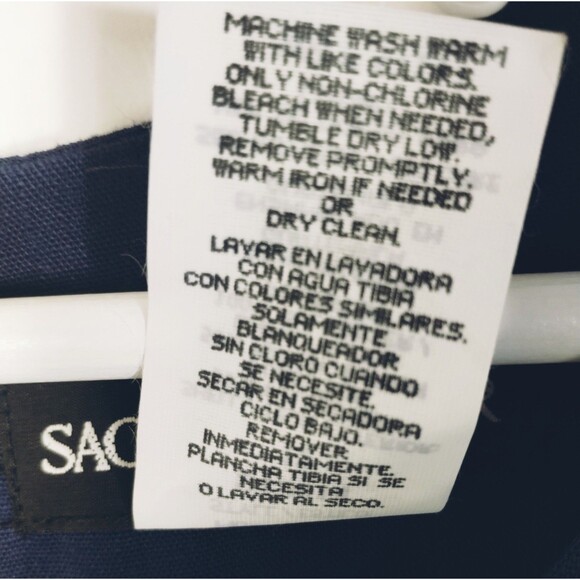 MACHINE WASH WARM
WITH LIKE COLORS.
ONLY NON-CHLORINE
BLEACH WHEN NEEDED,
TUMBLE DRY LOW.
REMOVE PROMPTLY.
WARM IRON IF NEEDED
OR
DRY CLEAN.
LAVAR EN LAVADORA
CON AGUA TIBIA
CON COLORES SIMILARES.
SOLAMENTE
BLANQUEADOR
SIN CLORO CUANDO
SE NECESITE.
SECAR EN SECADORA
CICLO BAJO.
REMOVER
INMEDIATAMENTE.
PLANCHA TIBIA SI SE
NECESITA
O LAVAR AL SECO.
SAC